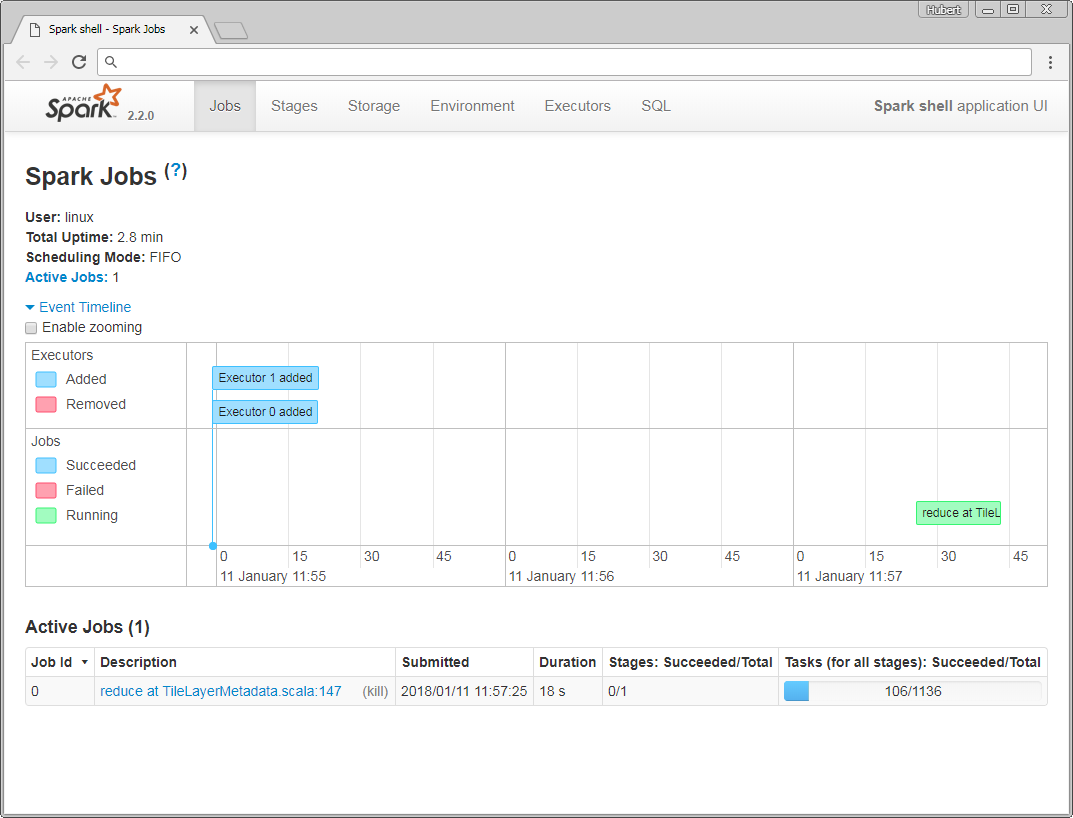 Hubert
Spark shell - Spark Jobs
APACHE
Spark 2.2.0
Jobs Stages Storage Environment Executors SQL Spark shell application UI
Spark Jobs (?)
User: linux
Total Uptime: 2.8 min
Scheduling Mode: FIFO
Active Jobs: 1
Event Timeline
Enable zooming
Executors
Added
Removed
Executor 1 added
Executor 0 added
Jobs
Succeeded
Failed
Running
reduce at TileL
0 15 30 45 0 15 30 45 0 15 30 45
11 January 11:55 11 January 11:56 11 January 11:57
Active Jobs (1)
Job Id Description Submitted Duration Stages: Succeeded/Total Tasks (for all stages): Succeeded/Total
0 reduce at TileLayerMetadata.scala:147 (kill) 2018/01/11 11:57:25 18 s 0/1 106/1136